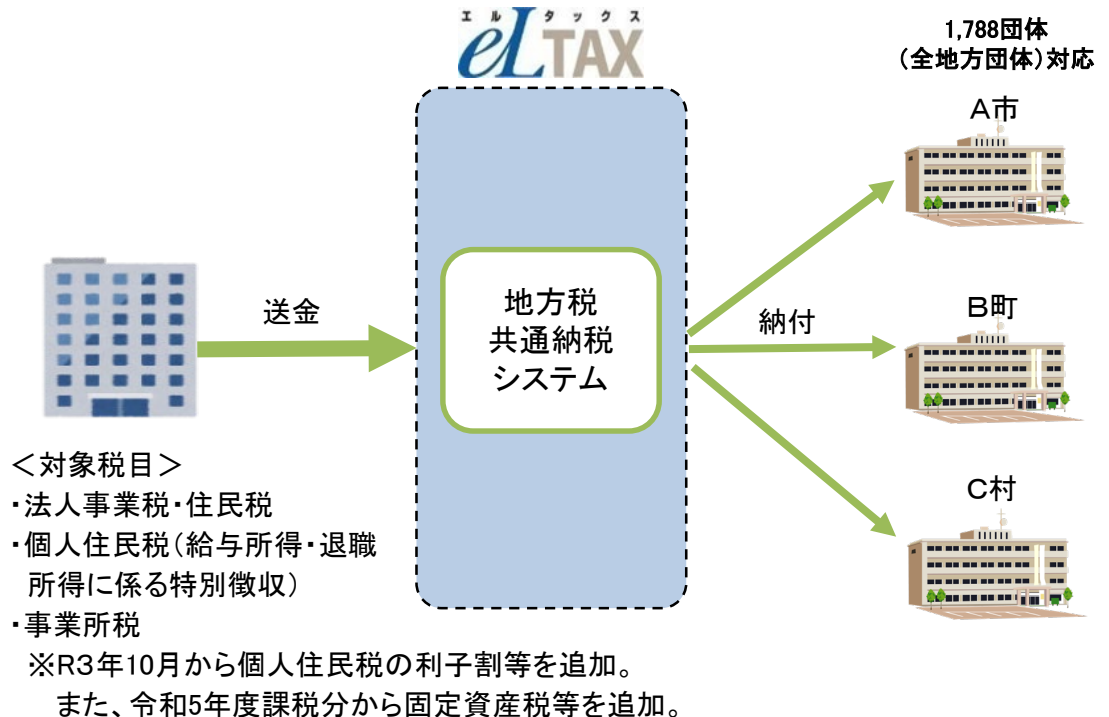 エルタックス
eLTAX
1,788団体
（全地方団体）対応
A市
送金
地方税
共通納税
システム
納付
B町
C村
＜対象税目＞
・法人事業税・住民税
・個人住民税（給与所得・退職
所得に係る特別徴収）
・事業所税
※R3年10月から個人住民税の利子割等を追加。
また、令和5年度課税分から固定資産税等を追加。